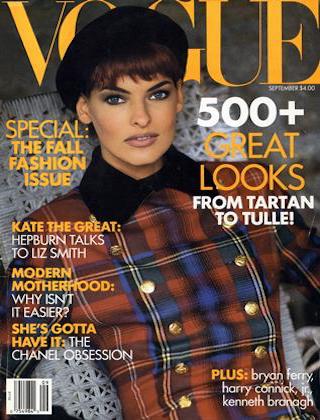 VOGUE
SEPTEMBER $4.00
SPECIAL:
THE FALL
FASHION
ISSUE
500+
GREAT
LOOKS
FROM TARTAN
TO TULLE!
KATE THE GREAT:
HEPBURN TALKS
TO LIZ SMITH
MODERN
MOTHERHOOD:
WHY ISN'T
IT EASIER?
SHE'S GOTTA
HAVE IT: THE
CHANEL OBSESSION
PLUS: bryan ferry,
harry connick, jr.,
kenneth branagh